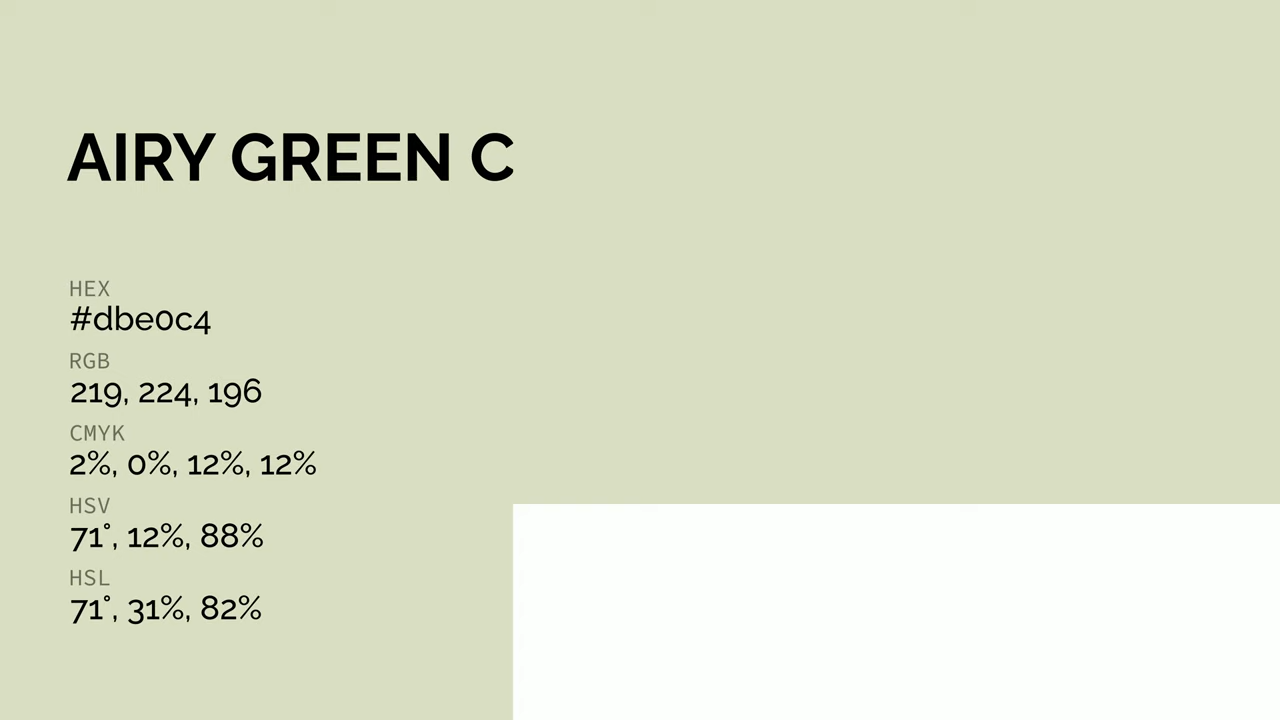 AIRY GREEN C
HEX
#dbe0c4
RGB
219, 224, 196
CMYK
2%, 0%, 12%, 12%
HSV
71°, 12%, 88%
HSL
71°, 31%, 82%